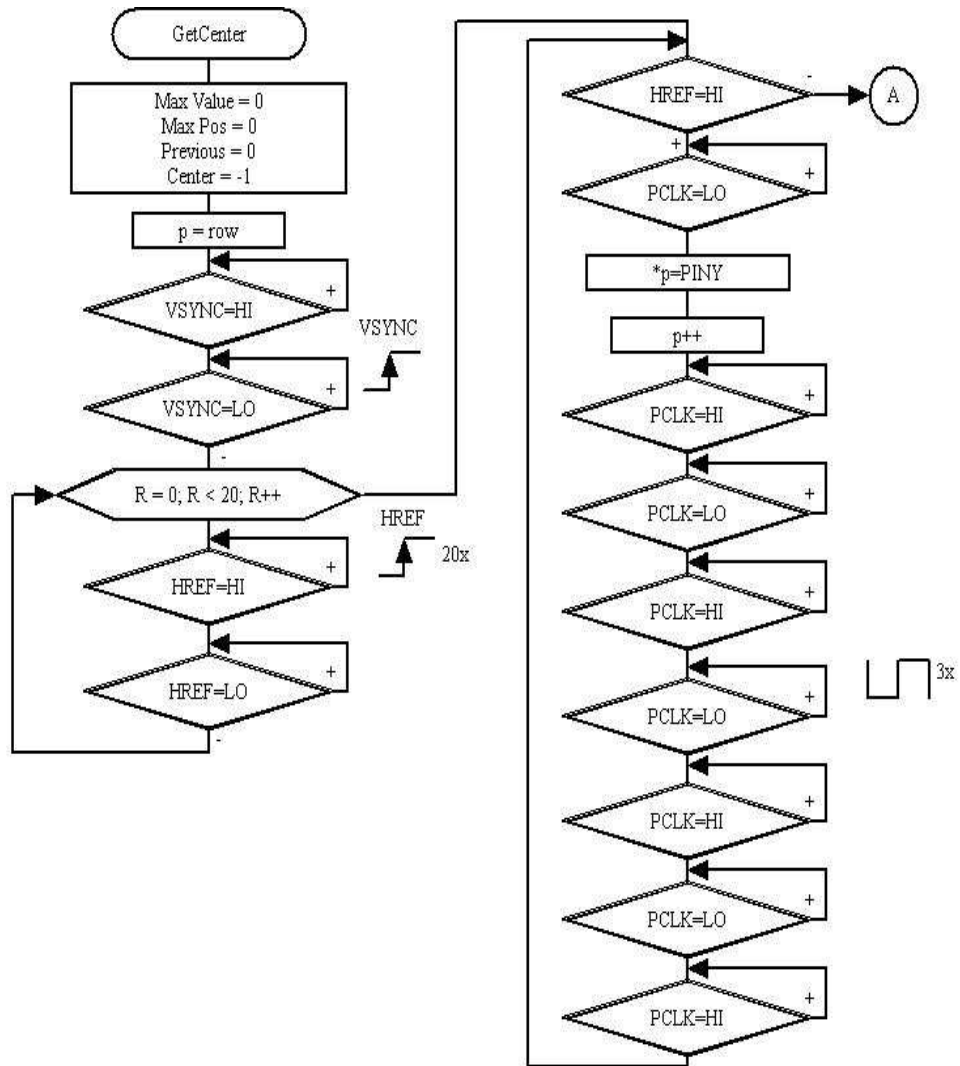 GetCenter
Max Value = 0
Max Pos = 0
Previous = 0
Center = -1
p = row
+
VSYNC=HI
+
VSYNC=LO
-
VSYNC
R = 0; R < 20; R++
HREF
20x
+
HREF=HI
+
HREF=LO
-
HREF=HI
-
A
+
+
PCLK=LO
*p=PINY
p++
+
PCLK=HI
+
PCLK=LO
+
PCLK=HI
+
PCLK=LO
3x
+
PCLK=HI
+
PCLK=LO
+
PCLK=HI